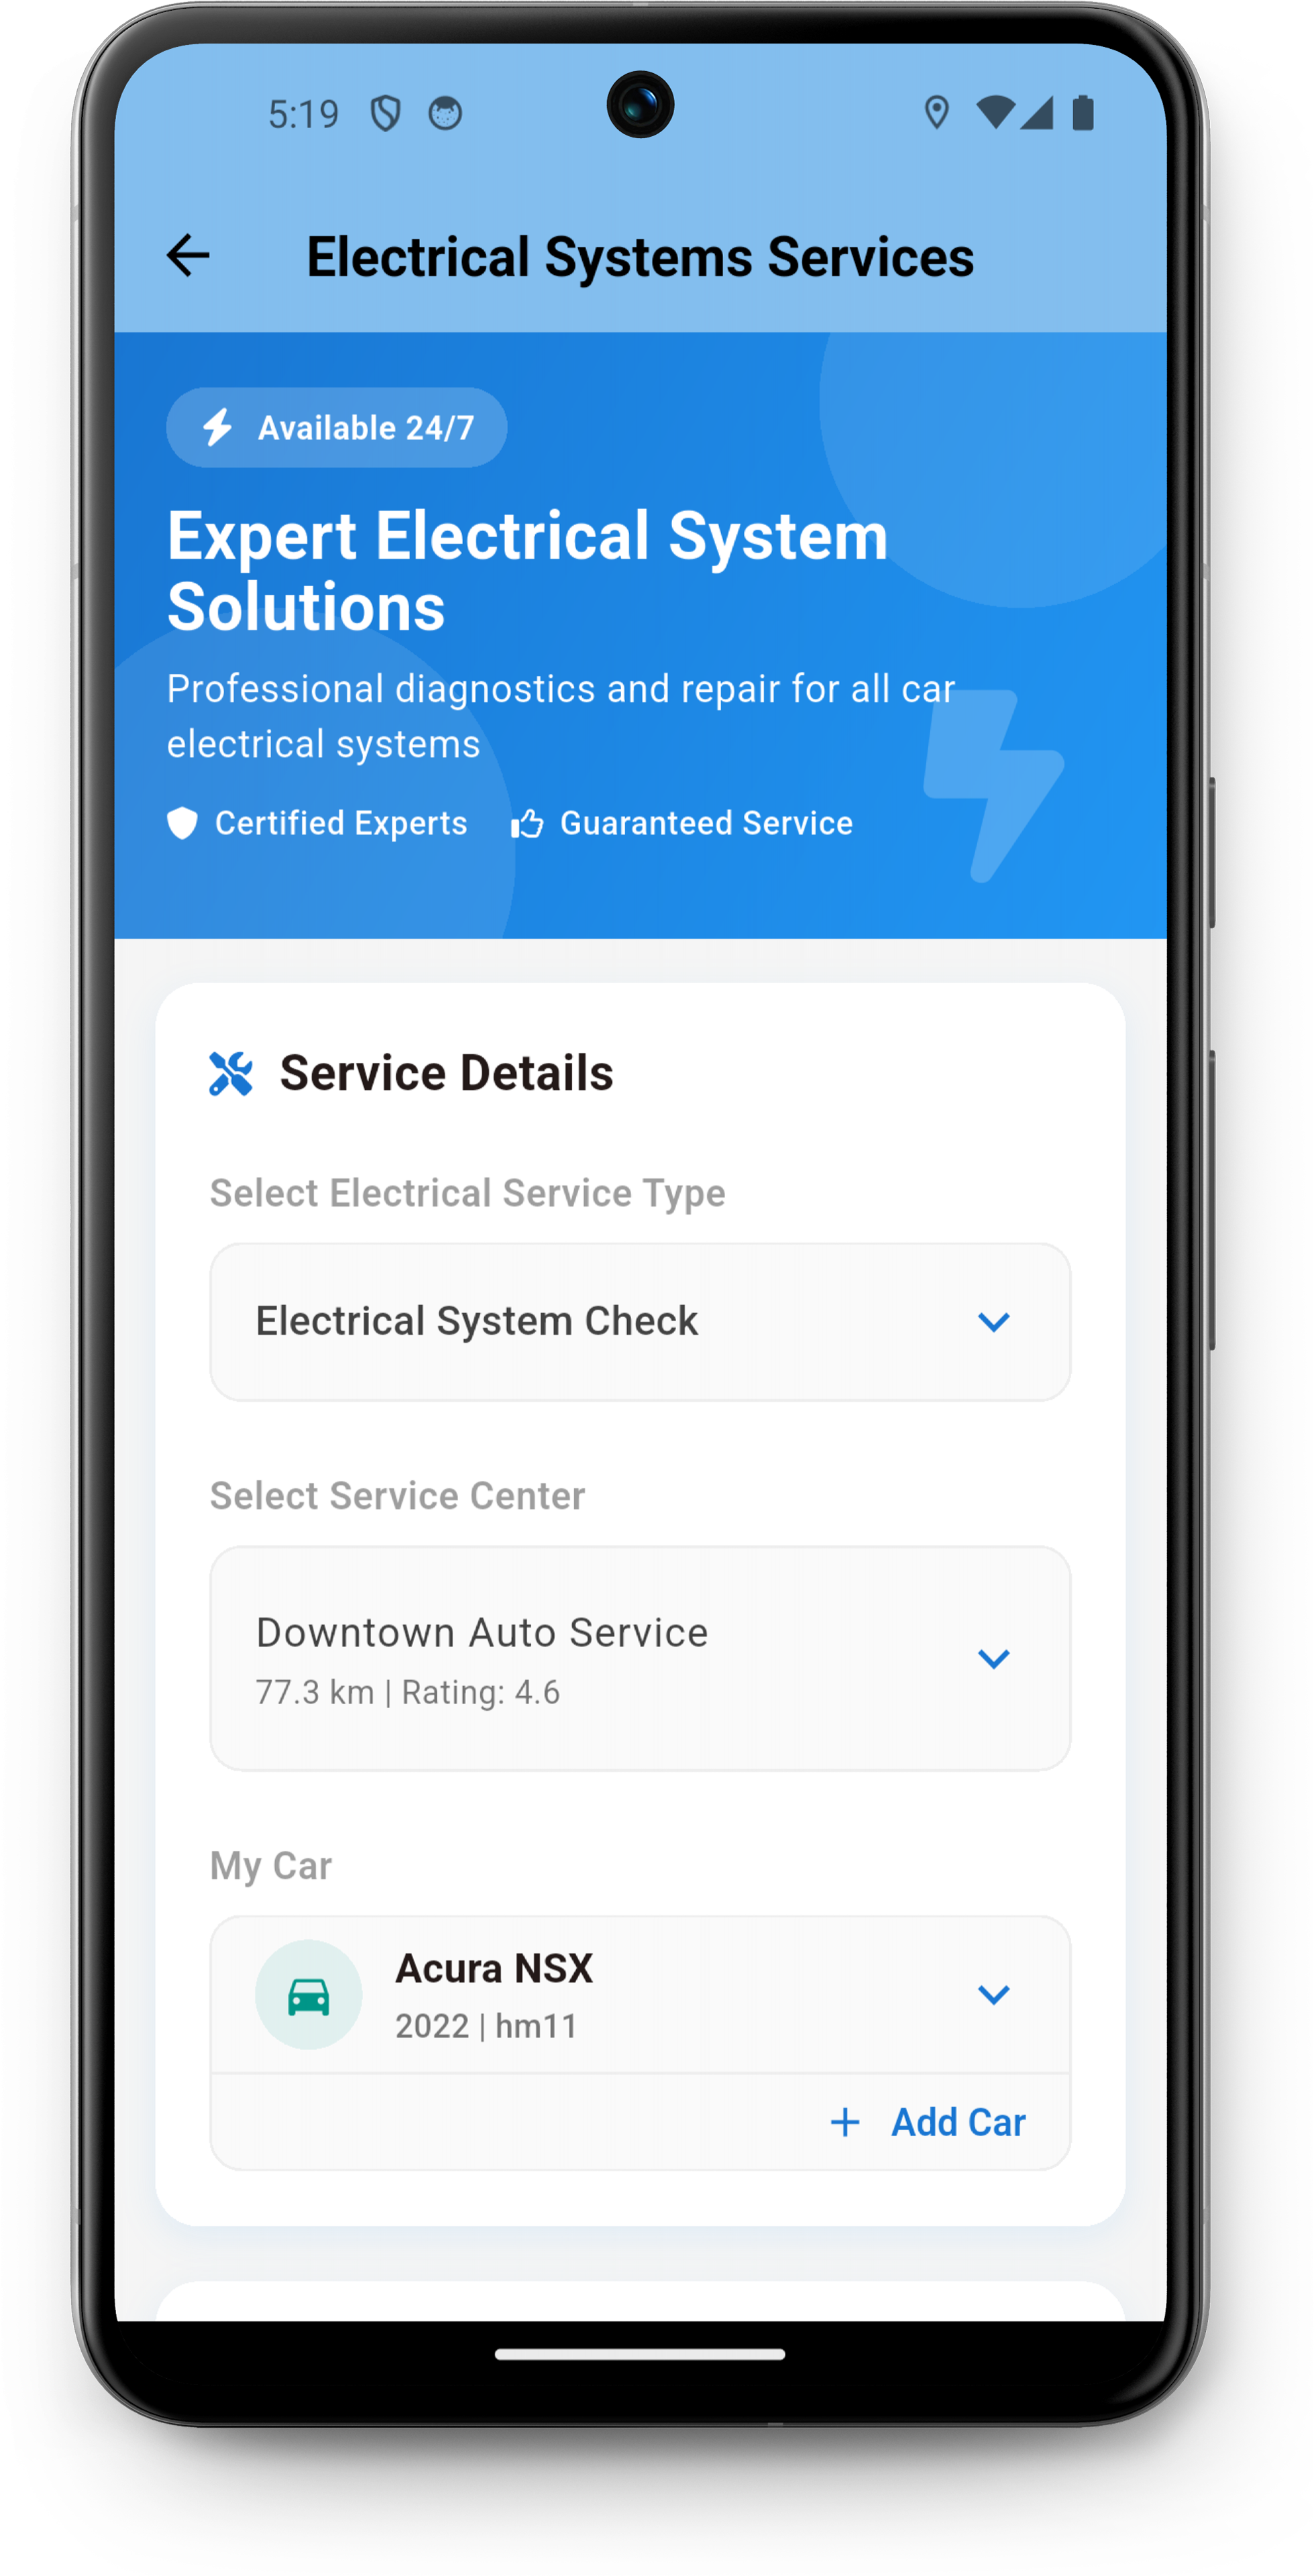 5:19
Electrical Systems Services
Available 24/7
Expert Electrical System
Solutions
Professional diagnostics and repair for all car
electrical systems
Certified Experts Guaranteed Service
Service Details
Select Electrical Service Type
Electrical System Check
Select Service Center
Downtown Auto Service
77.3 km | Rating: 4.6
My Car
Acura NSX
2022 | hm11
+ Add Car